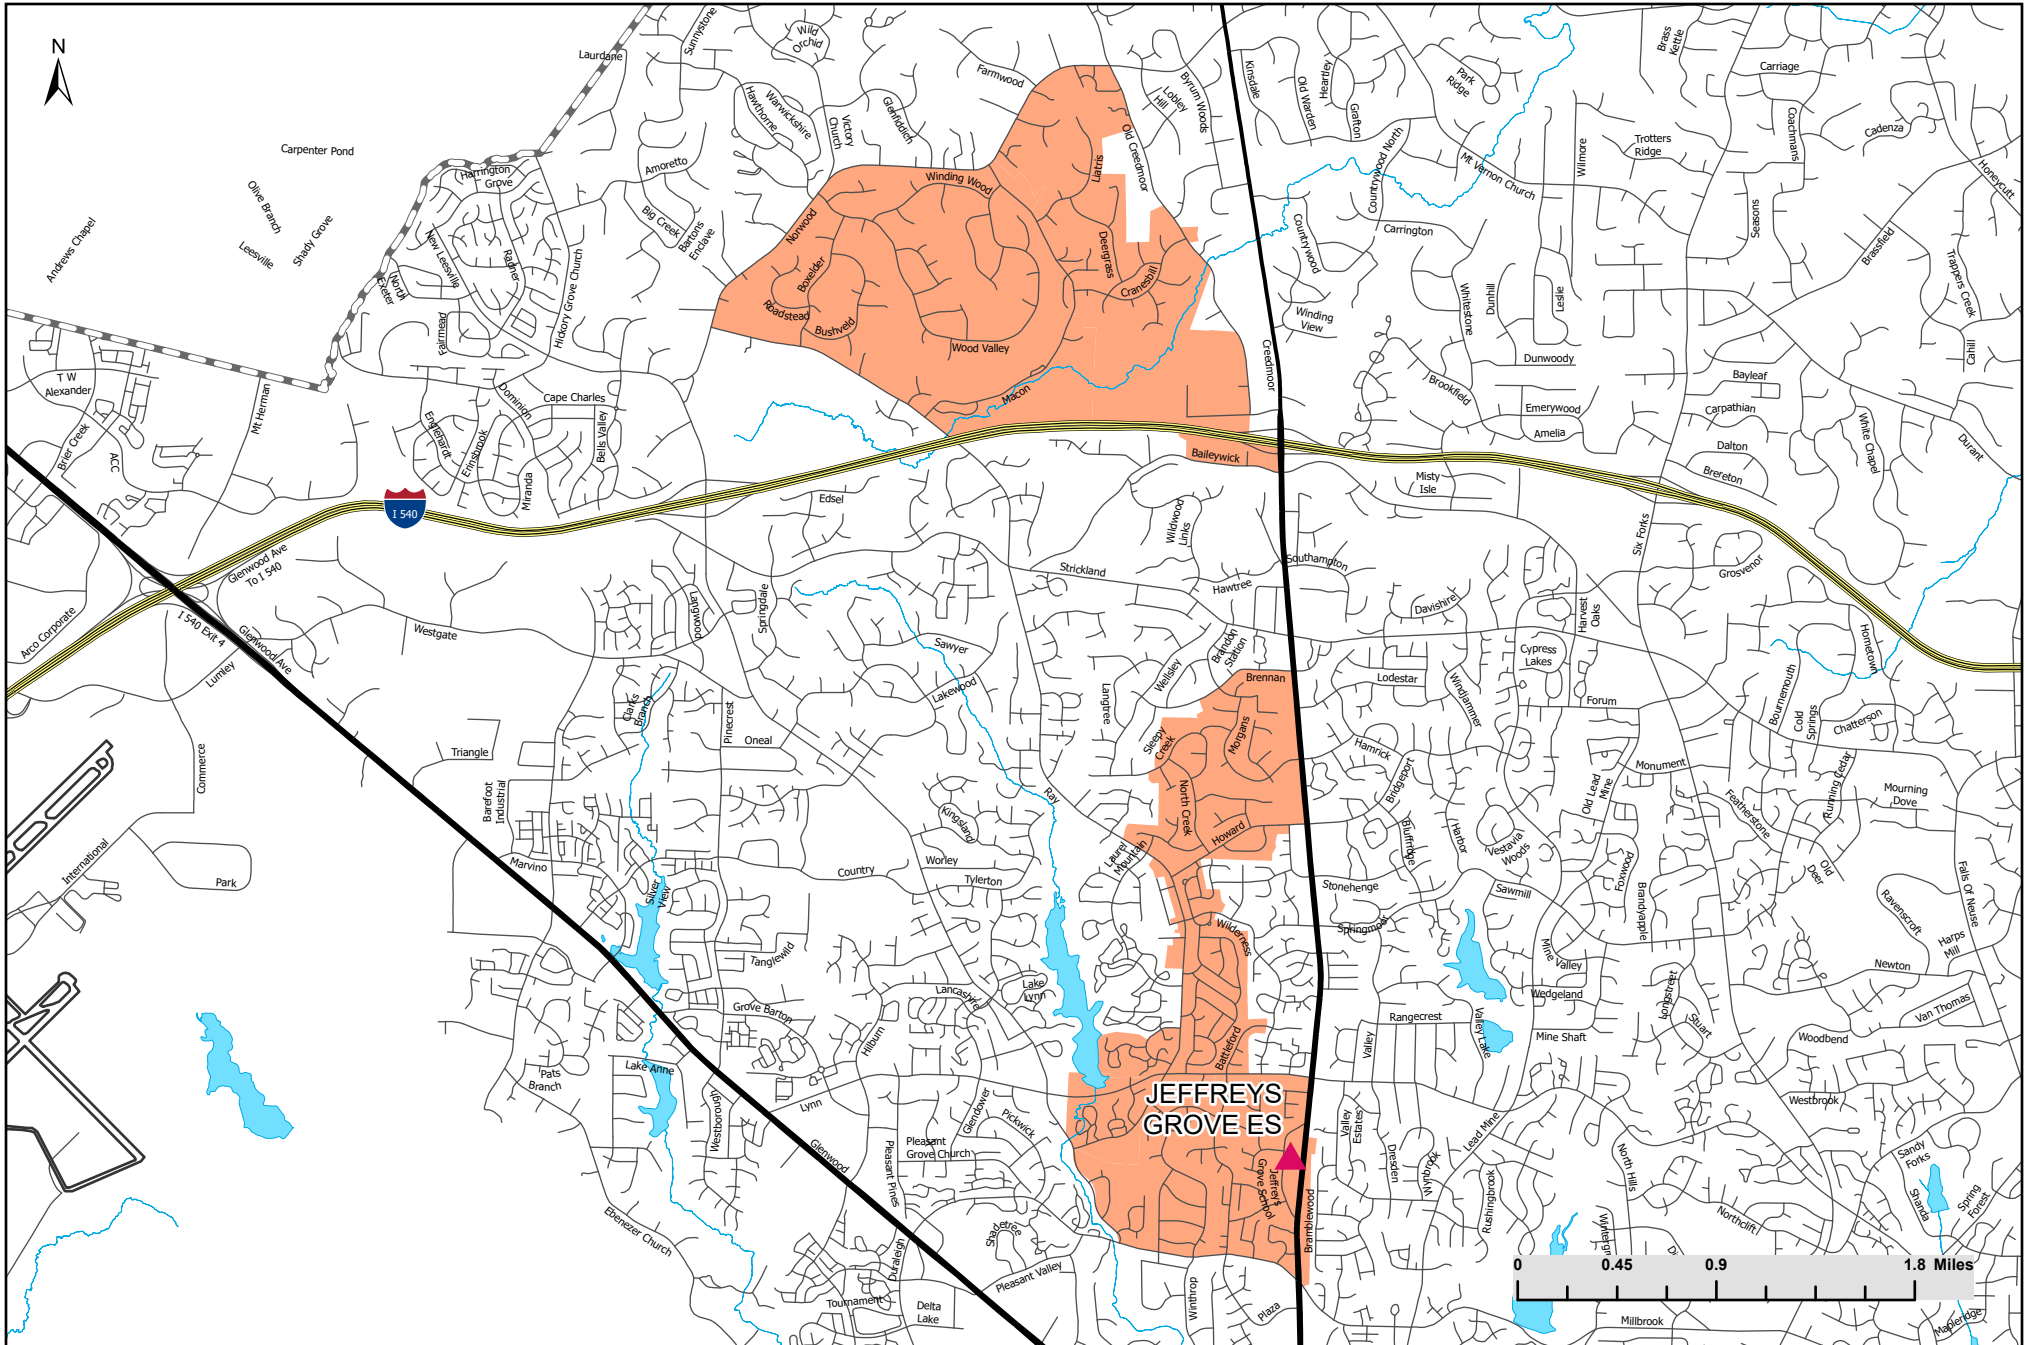 N
Laurdane
Sunnystone
Wild
Orchid
Farmwood
Hawthorne
Warwickshire
Victory
Church
Glenfiddich
Byrum Woods
Lobley
Hill
Kinsdale
Old Warden
Heartley
Grafton
Park
Ridge
Brass
Kettle
Carriage
Coachmans
Cadenza
Honeycutt
Carpenter Pond
Olive Branch
Andrews Chapel
Leesville
Shady Grove
Harrington
Grove
Amoretto
Big Creek
Bartons
Enclave
New Leesville
Radner
North
Exeter
Hickory Grove Church
Fairmead
Norwood
Winding Wood
Liatris
Old Creedmoor
Deergrass
Cranesbill
Boxelder
Roadstead
Bushveld
Wood Valley
Macon
Countrywood North
Mt Vernon Church
Wilmore
Trotters
Ridge
Countrywood
Carrington
Seasons
Brassfield
Trappers Creek
Cahill
Winding
View
Whitestone
Dunhill
Leslie
Creedmoor
Dunwoody
Brookfield
Emerywood
Amelia
Bayleaf
Carpathian
Dalton
Brereton
White Chapel
Durant
T W
Alexander
Brier Creek
ACC
Mt Herman
Englehardt
Dominion
Cape Charles
Erinsbrook
Miranda
Bells Valley
Baileywick
Edsel
Misty
Isle
Wildwood
Links
Six Forks
Grosvenor
I 540
Glenwood Ave
To I 540
I 540 Exit 4
Glenwood Ave
Arco Corporate
Lumley
Westgate
Langwood
Springdale
Strickland
Hawtree
Southampton
Davishire
Harvest
Oaks
Sawyer
Lakewood
Brandon
Station
Wellsley
Brennan
Langtree
Lodestar
Windjammer
Cypress
Lakes
Forum
Hometown
Bournemouth
Cold
Springs
Chatterson
Clarks
Branch
Pinecrest
Oneal
Triangle
Commerce
Barefoot
Industrial
Sleepy
Creek
Morgans
Hamrick
Bridgeport
Monument
Old Lead
Mine
Featherstone
Running Cedar
Mourning
Dove
Ray
North Creek
Howard
Laurel
Mountain
Kingsland
Worley
Country
Tylerton
Bluffridge
Harbor
Vestavia
Woods
Foxwood
Old
Deer
Falls Of Neuse
International
Park
Marvino
Silver
View
Stonehenge
Sawmill
Brandyapple
Ravenscroft
Springmoor
Wilderness
Tanglewild
Mine Valley
Harps
Mill
Newton
Lake
Lynn
Lancashire
Grove Barton
Wedgeland
Longstreet
Stuart
Van Thomas
Rangecrest
Valley Lake
Mine Shaft
Woodbend
Valley
Battleford
Hilburn
Lake Anne
Pats
Branch
Lynn
Westborough
Glendower
Pickwick
JEFFREYS
GROVE ES
Westbrook
Valley
Estates
Lead Mine
Pleasant
Grove Church
Glenwood
Pleasant Pines
Jeffreys
Grove School
Dresden
Wynbrook
Rushingbrook
North Hills
Northclift
Sandy
Forks
Shanda
Spring
Forest
Bramblewood
Ebenezer Church
Shadetree
Duraleigh
Pleasant Valley
Tournament
Delta
Lake
Winthrop
Plaza
0 0.45 0.9 1.8 Miles
Millbrook
Mapleridge